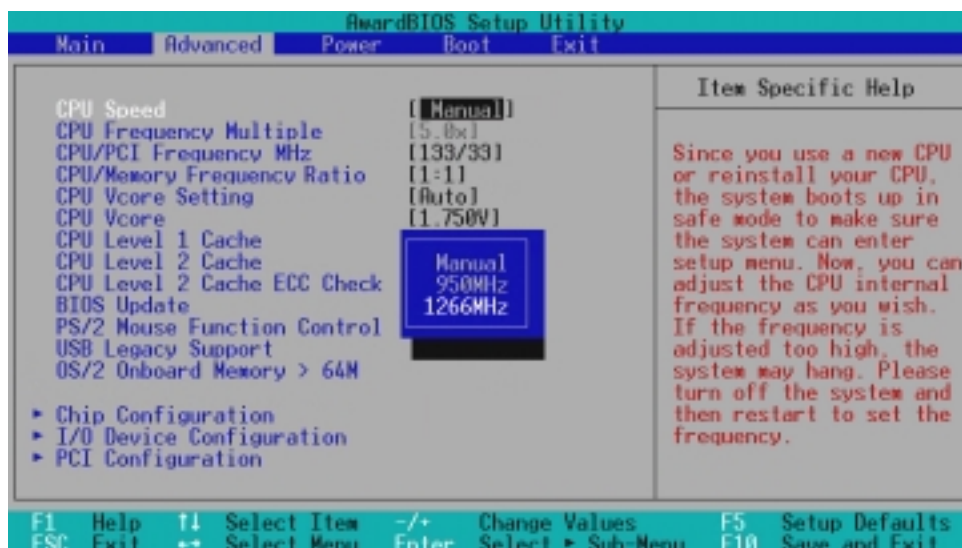 AwardBIOS Setup Utility
Main Advanced Power Boot Exit
CPU Speed [ Manual]
CPU Frequency Multiple [5.0x]
CPU/PCI Frequency MHz [133/33]
CPU/Memory Frequency Ratio [1:1]
CPU Vcore Setting [Auto]
CPU Vcore [1.750V]
CPU Level 1 Cache
CPU Level 2 Cache
CPU Level 2 Cache ECC Check
BIOS Update
PS/2 Mouse Function Control
USB Legacy Support
OS/2 Onboard Memory > 64M
► Chip Configuration
► I/O Device Configuration
► PCI Configuration
Manual
950MHz
1266MHz
Item Specific Help
Since you use a new CPU
or reinstall your CPU,
the system boots up in
safe mode to make sure
the system can enter
setup menu. Now, you can
adjust the CPU internal
frequency as you wish.
If the frequency is
adjusted too high, the
system may hang. Please
turn off the system and
then restart to set the
frequency.
F1 Help ↑↓ Select Item -/+ Change Values F5 Setup Defaults
ESC Exit ↔ Select Menu Enter Select ► Sub-Menu F10 Save and Exit